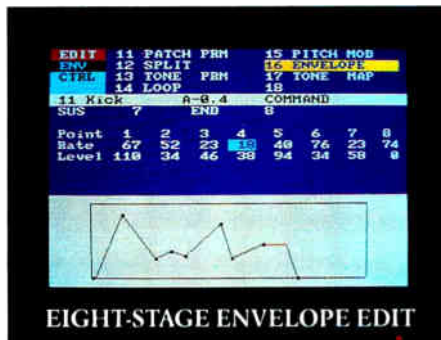 EDIT 11 PATCH PRM 15 PITCH MOD
ENV 12 SPLIT 16 ENVELOPE
CTRL 13 TONE PRM 17 TONE MAP
14 LOOP 18
11 Kick A-0.4 COMMAND
SUS 7 END 8
Point 1 2 3 4 5 6 7 8
Rate 67 52 23 18 40 76 23 74
Level 110 34 46 38 94 34 58 0
EIGHT-STAGE ENVELOPE EDIT